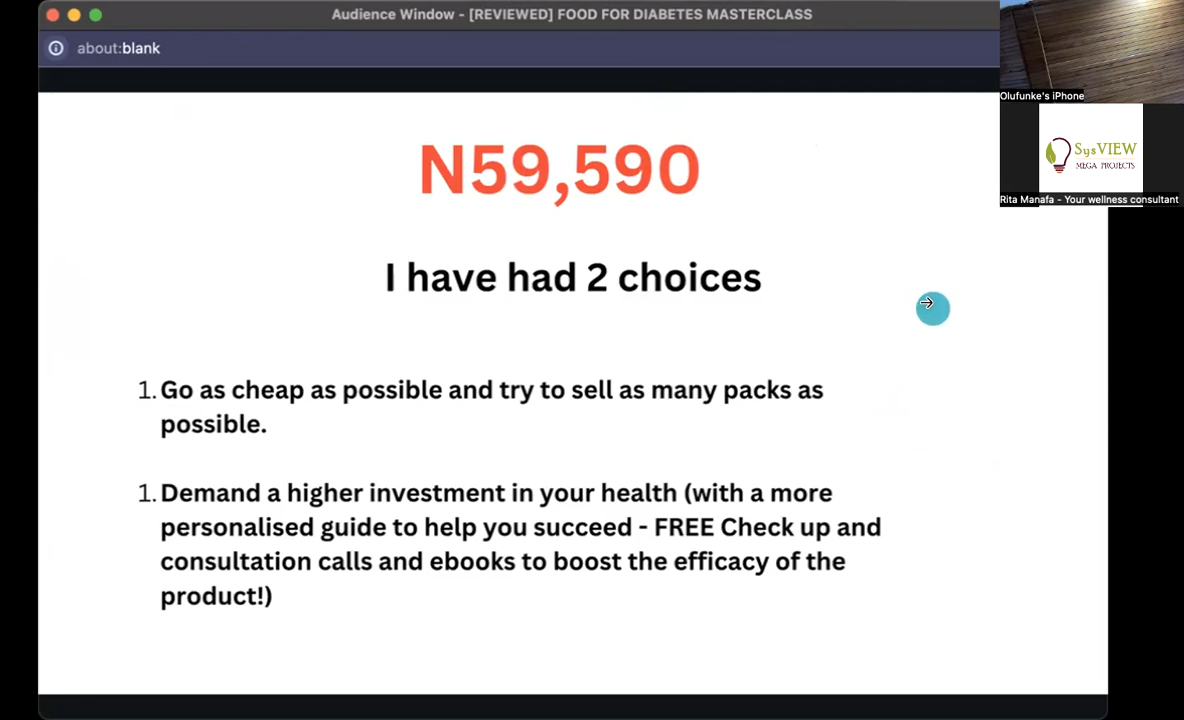 Audience Window - [REVIEWED] FOOD FOR DIABETES MASTERCLASS
about:blank
Olufunke's iPhone
SysVIEW
MEGA PROJECTS
Rita Manafa - Your wellness consultant
N59,590
I have had 2 choices
1. Go as cheap as possible and try to sell as many packs as
possible.
1. Demand a higher investment in your health (with a more
personalised guide to help you succeed - FREE Check up and
consultation calls and ebooks to boost the efficacy of the
product!)